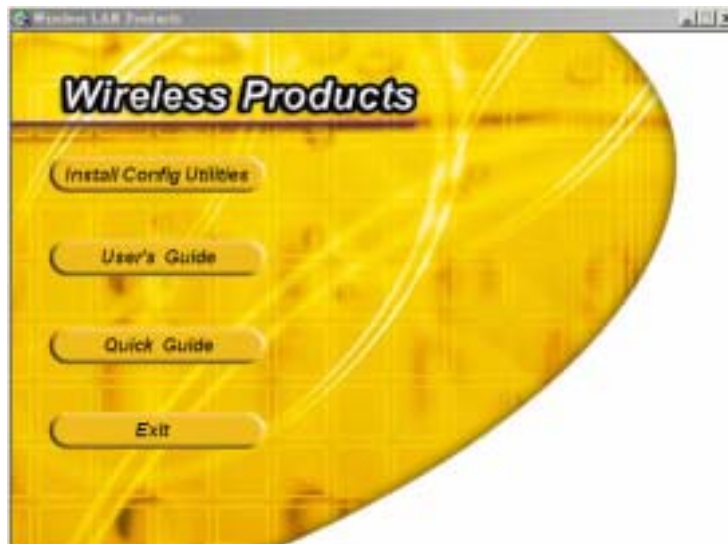 Wireless LAN Products
Wireless Products
Install Config Utilities
User's Guide
Quick Guide
Exit